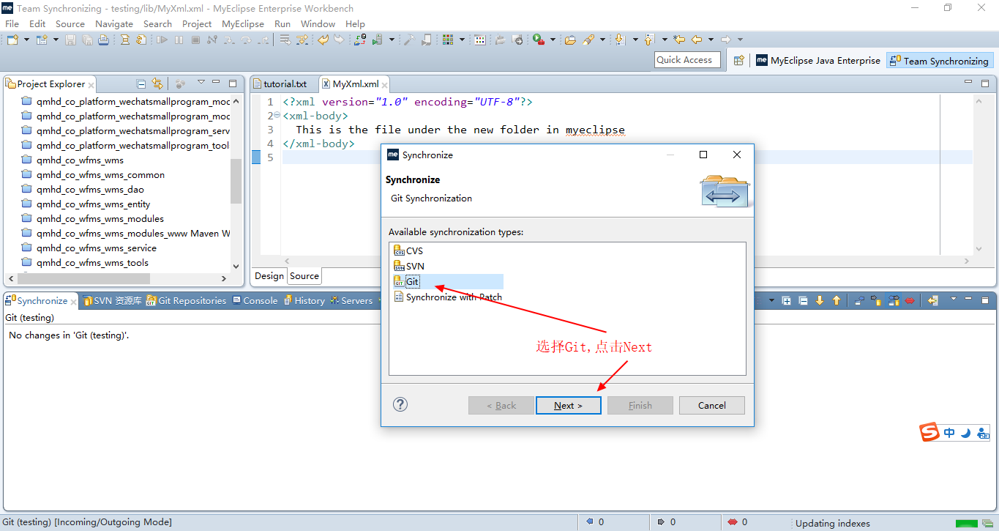 Team Synchronizing - testing/lib/MyXml.xml - MyEclipse Enterprise Workbench
File Edit Source Navigate Search Project MyEclipse Run Window Help
Quick Access
MyEclipse Java Enterprise
Team Synchronizing
Project Explorer
qmhd_co_platform_wechatsmallprogram_moc
qmhd_co_platform_wechatsmallprogram_moc
qmhd_co_platform_wechatsmallprogram_serv
qmhd_co_platform_wechatsmallprogram_tool
qmhd_co_wfms_wms
qmhd_co_wfms_wms_common
qmhd_co_wfms_wms_dao
qmhd_co_wfms_wms_entity
qmhd_co_wfms_wms_modules
qmhd_co_wfms_wms_modules_www Maven W
qmhd_co_wfms_wms_service
qmhd_co_wfms_wms_tools
tutorial.txt
MyXml.xml
1 <?xml version="1.0" encoding="UTF-8"?>
2 <xml-body>
3 This is the file under the new folder in myeclipse
4 </xml-body>
5
Design Source
Synchronize
Synchronize
Git Synchronization
Available synchronization types:
CVS
SVN
Git
Synchronize with Patch
选择Git,点击Next
< Back Next > Finish Cancel
Synchronize SVN 资源库 Git Repositories Console History Servers
Git (testing)
No changes in 'Git (testing)'.
中
Git (testing) [Incoming/Outgoing Mode]
0 0 0
Updating indexes